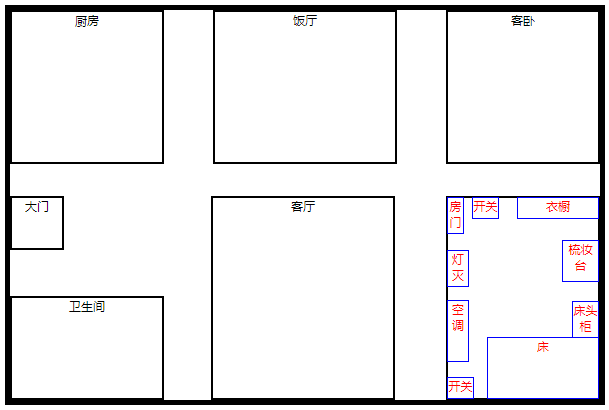 厨房
饭厅
客卧
大门
客厅
房
门
开关
衣橱
梳妆
台
灯
灭
空
调
床头
柜
卫生间
床
开关